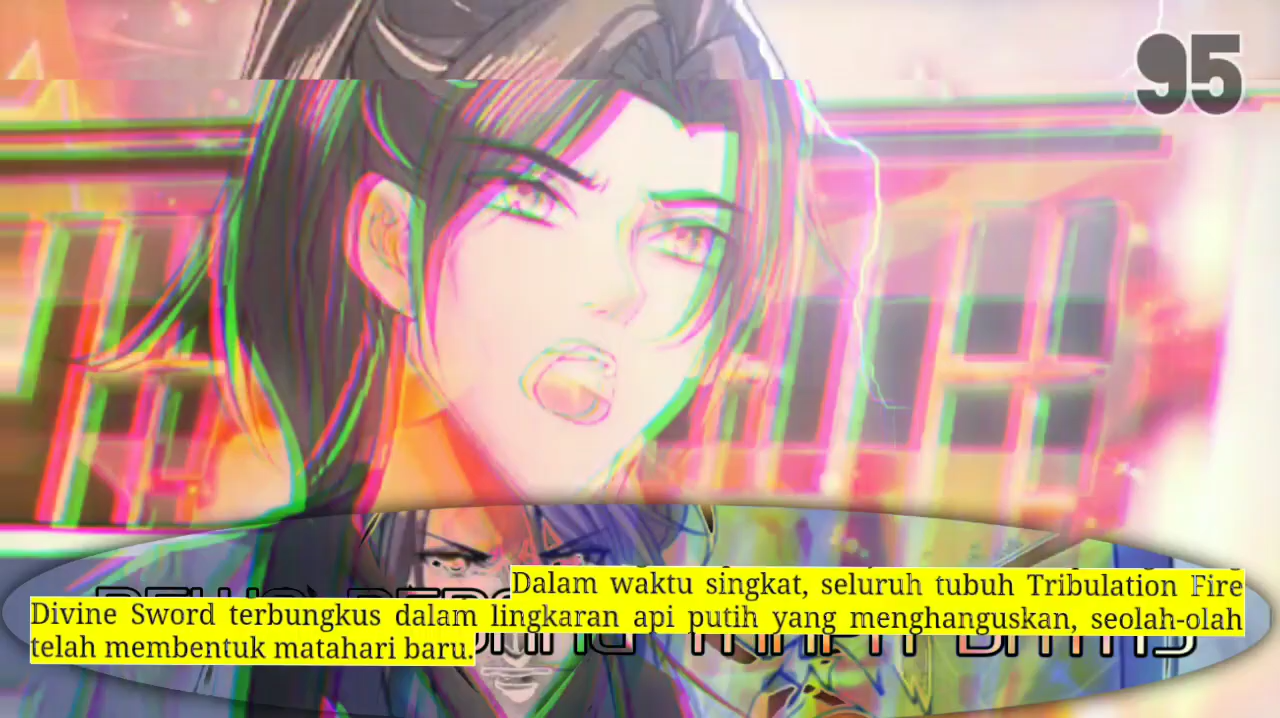 95
Dalam waktu singkat, seluruh tubuh Tribulation Fire
Divine Sword terbungkus dalam lingkaran api putih yang menghanguskan, seolah-olah
telah membentuk matahari baru.